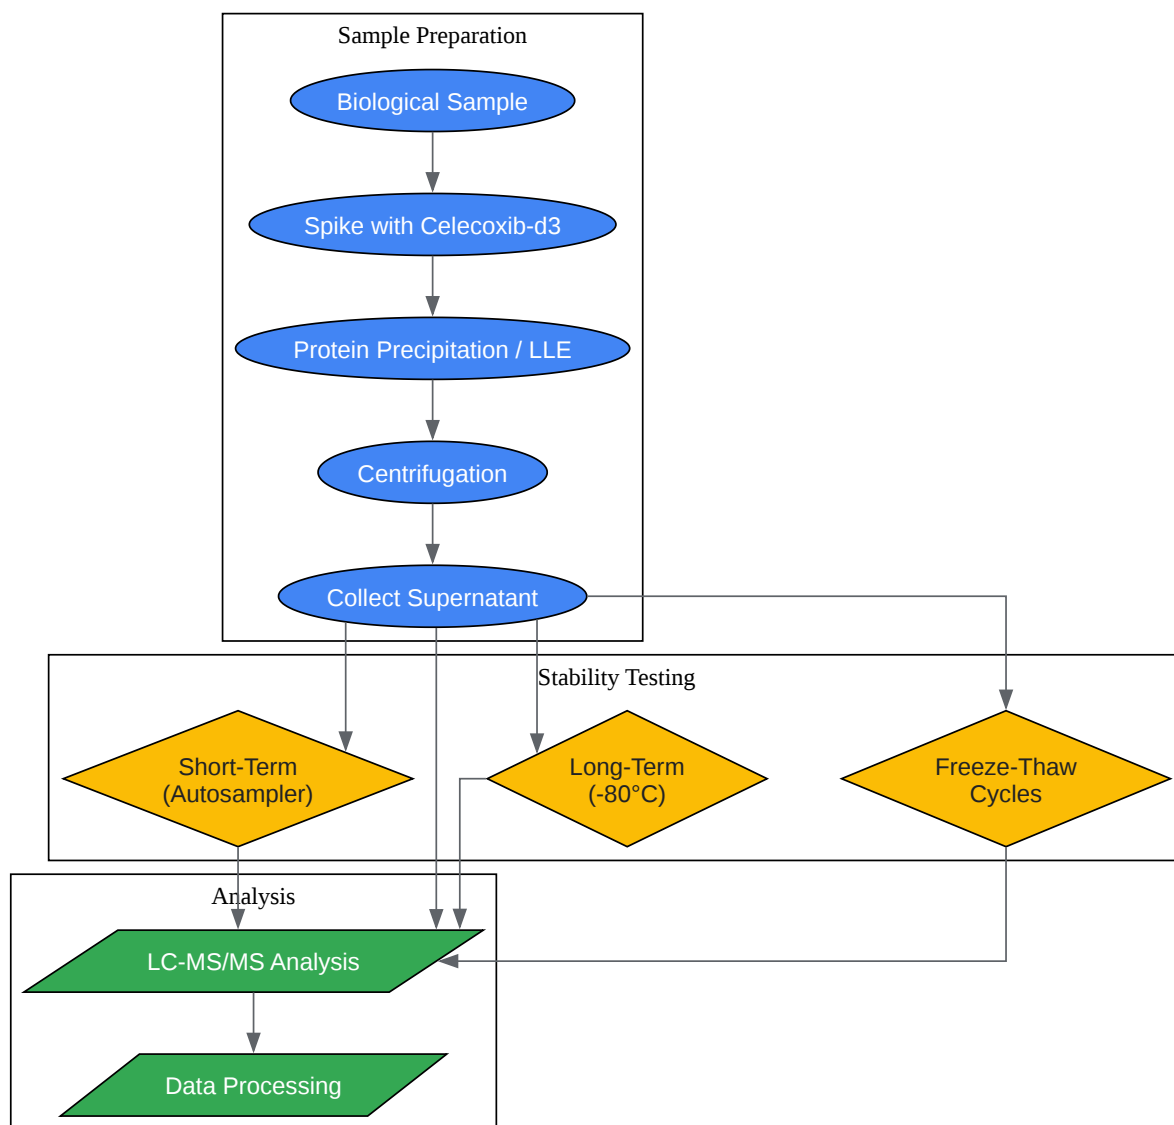 Sample Preparation
Biological Sample
Spike with Celecoxib-d3
Protein Precipitation / LLE
Centrifugation
Collect Supernatant
Stability Testing
Short-Term
(Autosampler)
Long-Term
(-80°C)
Freeze-Thaw
Cycles
Analysis
LC-MS/MS Analysis
Data Processing